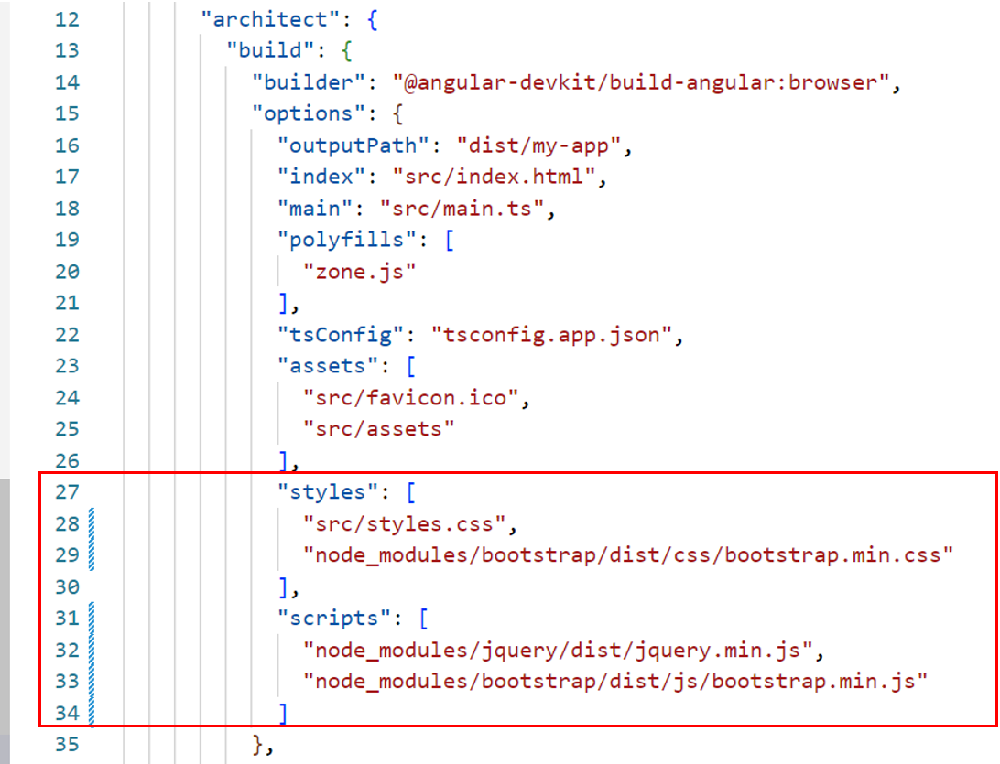 12 "architect": {
13 "build": {
14 "builder": "@angular-devkit/build-angular:browser",
15 "options": {
16 "outputPath": "dist/my-app",
17 "index": "src/index.html",
18 "main": "src/main.ts",
19 "polyfills": [
20 "zone.js"
21 ],
22 "tsConfig": "tsconfig.app.json",
23 "assets": [
24 "src/favicon.ico",
25 "src/assets"
26 ],
27 "styles": [
28 "src/styles.css",
29 "node_modules/bootstrap/dist/css/bootstrap.min.css"
30 ],
31 "scripts": [
32 "node_modules/jquery/dist/jquery.min.js",
33 "node_modules/bootstrap/dist/js/bootstrap.min.js"
34 ]
35 },